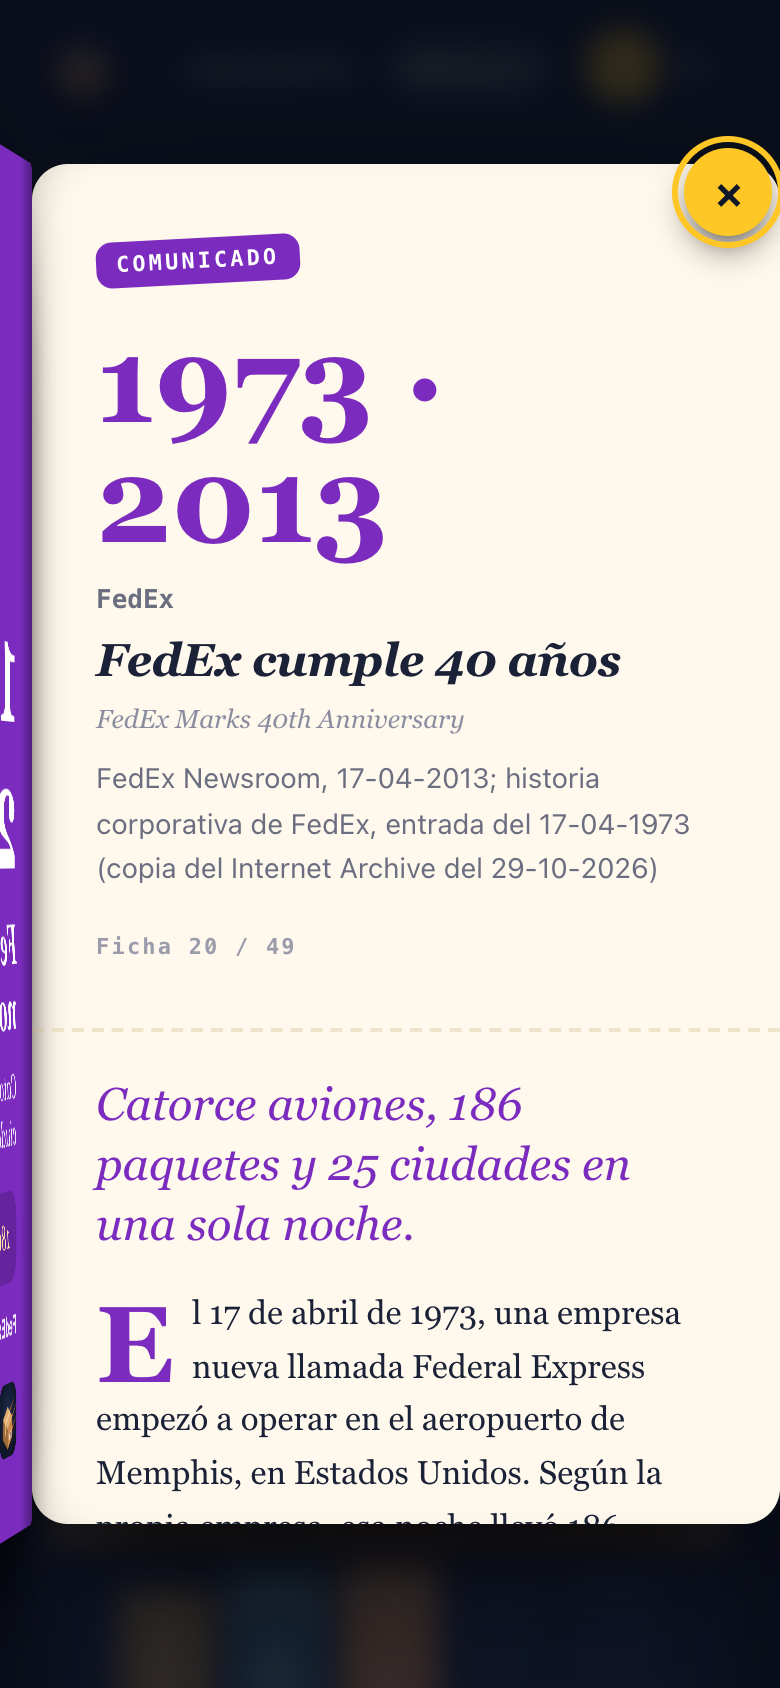 ×
COMUNICADO
1973 ·
2013
FedEx
FedEx cumple 40 años
FedEx Marks 40th Anniversary
FedEx Newsroom, 17-04-2013; historia
corporativa de FedEx, entrada del 17-04-1973
(copia del Internet Archive del 29-10-2026)
Ficha 20 / 49
Catorce aviones, 186
paquetes y 25 ciudades en
una sola noche.
El 17 de abril de 1973, una empresa
nueva llamada Federal Express
empezó a operar en el aeropuerto de
Memphis, en Estados Unidos. Según la